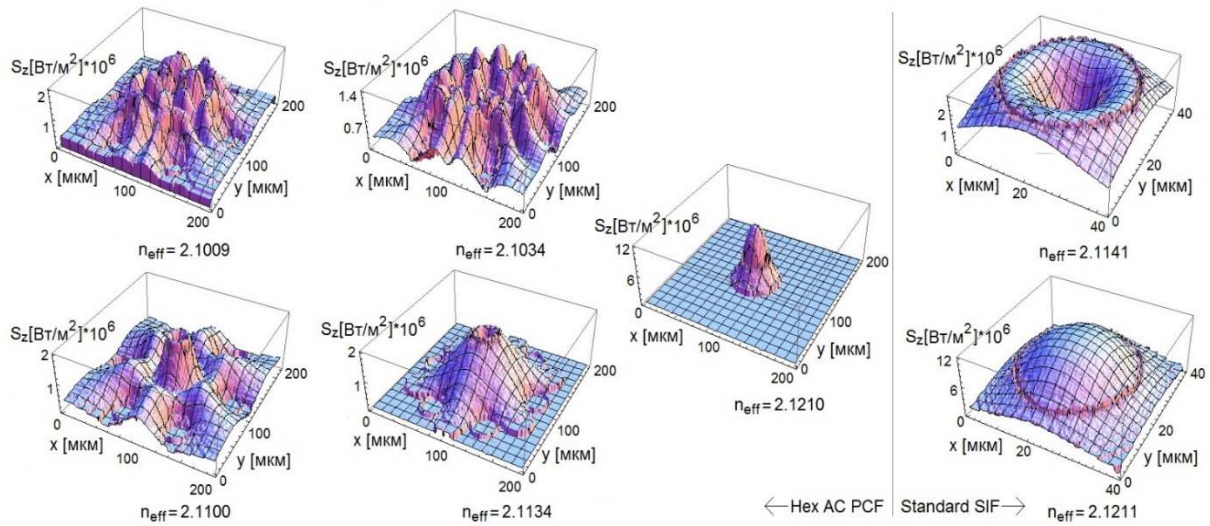 S_z[Вт/м²]*10⁶
2
1
0
x [мкм]
100
200
y [мкм]
0
100
200
n_eff = 2.1009
S_z[Вт/м²]*10⁶
1.4
0.7
0
x [мкм]
100
200
y [мкм]
0
100
200
n_eff = 2.1034
S_z[Вт/м²]*10⁶
12
6
0
x [мкм]
100
200
y [мкм]
0
100
200
n_eff = 2.1210
S_z[Вт/м²]*10⁶
2
1
0
x [мкм]
20
40
y [мкм]
0
20
40
n_eff = 2.1141
S_z[Вт/м²]*10⁶
2
1
0
x [мкм]
100
200
y [мкм]
0
100
200
n_eff = 2.1100
S_z[Вт/м²]*10⁶
2
1
0
x [мкм]
100
200
y [мкм]
0
100
200
n_eff = 2.1134
S_z[Вт/м²]*10⁶
12
6
0
x [мкм]
20
40
y [мкм]
0
20
40
n_eff = 2.1211
← Hex AC PCF | Standard SIF →